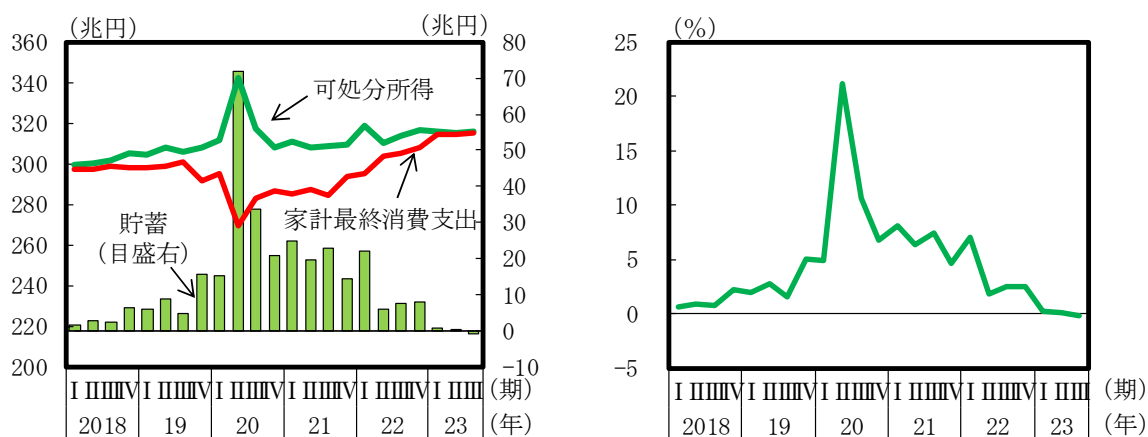 (兆円)
(兆円)
360
340
320
300
280
260
240
220
200
80
70
60
50
40
30
20
10
0
-10
可処分所得
家計最終消費支出
貯蓄
(目盛右)
Ⅰ Ⅱ Ⅲ Ⅳ Ⅰ Ⅱ Ⅲ Ⅳ Ⅰ Ⅱ Ⅲ Ⅳ Ⅰ Ⅱ Ⅲ Ⅳ Ⅰ Ⅱ Ⅲ Ⅳ Ⅰ Ⅱ Ⅲ (期)
2018 19 20 21 22 23 (年)
(%)
25
20
15
10
5
0
-5
Ⅰ Ⅱ Ⅲ Ⅳ Ⅰ Ⅱ Ⅲ Ⅳ Ⅰ Ⅱ Ⅲ Ⅳ Ⅰ Ⅱ Ⅲ Ⅳ Ⅰ Ⅱ Ⅲ Ⅳ Ⅰ Ⅱ Ⅲ (期)
2018 19 20 21 22 23 (年)